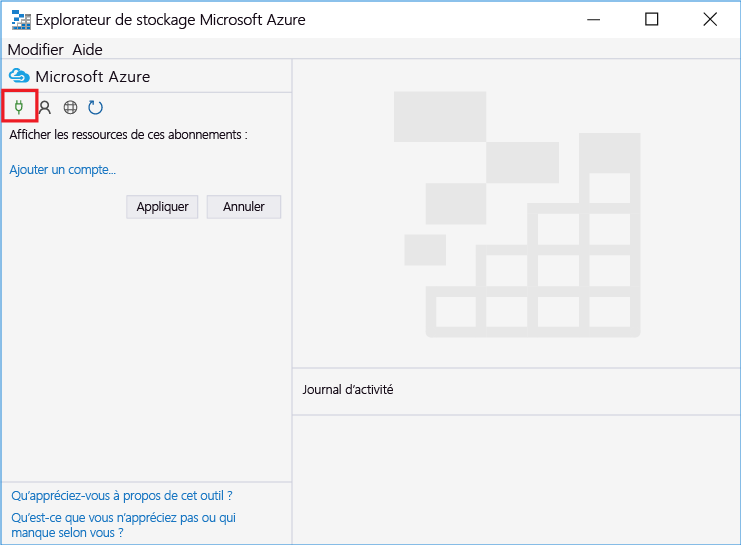 Explorateur de stockage Microsoft Azure
Modifier Aide
Microsoft Azure
Afficher les ressources de ces abonnements :
Ajouter un compte...
Appliquer Annuler
Journal d’activité
Qu’appréciez-vous à propos de cet outil ?
Qu’est-ce que vous n’appréciez pas ou qui
manque selon vous ?